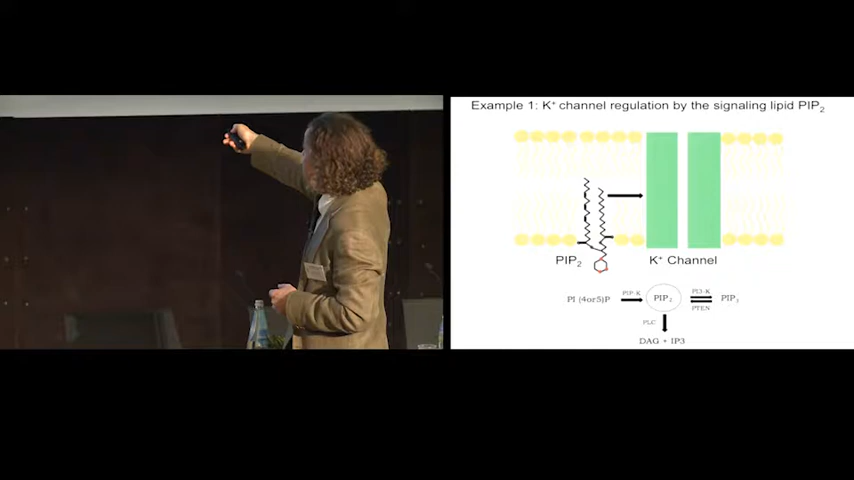 Example 1: K⁺ channel regulation by the signaling lipid PIP₂
PIP₂
K⁺ Channel
PI (4or5)P
PIP-K
PIP₂
PI3-K
PTEN
PIP₃
PLC
DAG + IP3